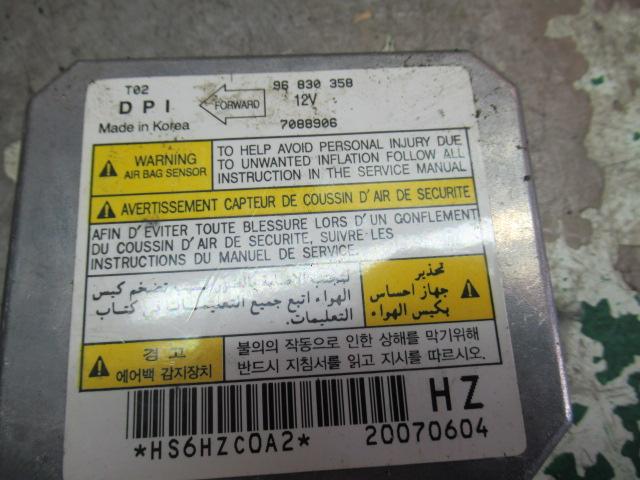 T02
96 830 358
DPI
FORWARD
12V
Made in Korea
7088906
WARNING
AIR BAG SENSOR
TO HELP AVOID PERSONAL INJURY DUE
TO UNWANTED INFLATION FOLLOW ALL
INSTRUCTION IN THE SERVICE MANUAL
AVERTISSEMENT CAPTEUR DE COUSSIN D'AIR DE SECURITE
AFIN D'EVITER TOUTE BLESSURE LORS D'UN GONFLEMENT
DU COUSSIN D'AIR DE SECURITE, SUIVRE LES
INSTRUCTIONS DU MANUEL DE SERVICE.
تحذير
جهاز احساس
بكيس الهواء
لتجنب الاصابة تضخم كيس
الهواء اتبع جميع التعليمات في كتاب
التعليمات.
경 고
에어백 감지장치
불의의 작동으로 인한 상해를 막기위해
반드시 지침서를 읽고 지시를 따르시오.
HZ
*HS6HZC0A2*
20070604